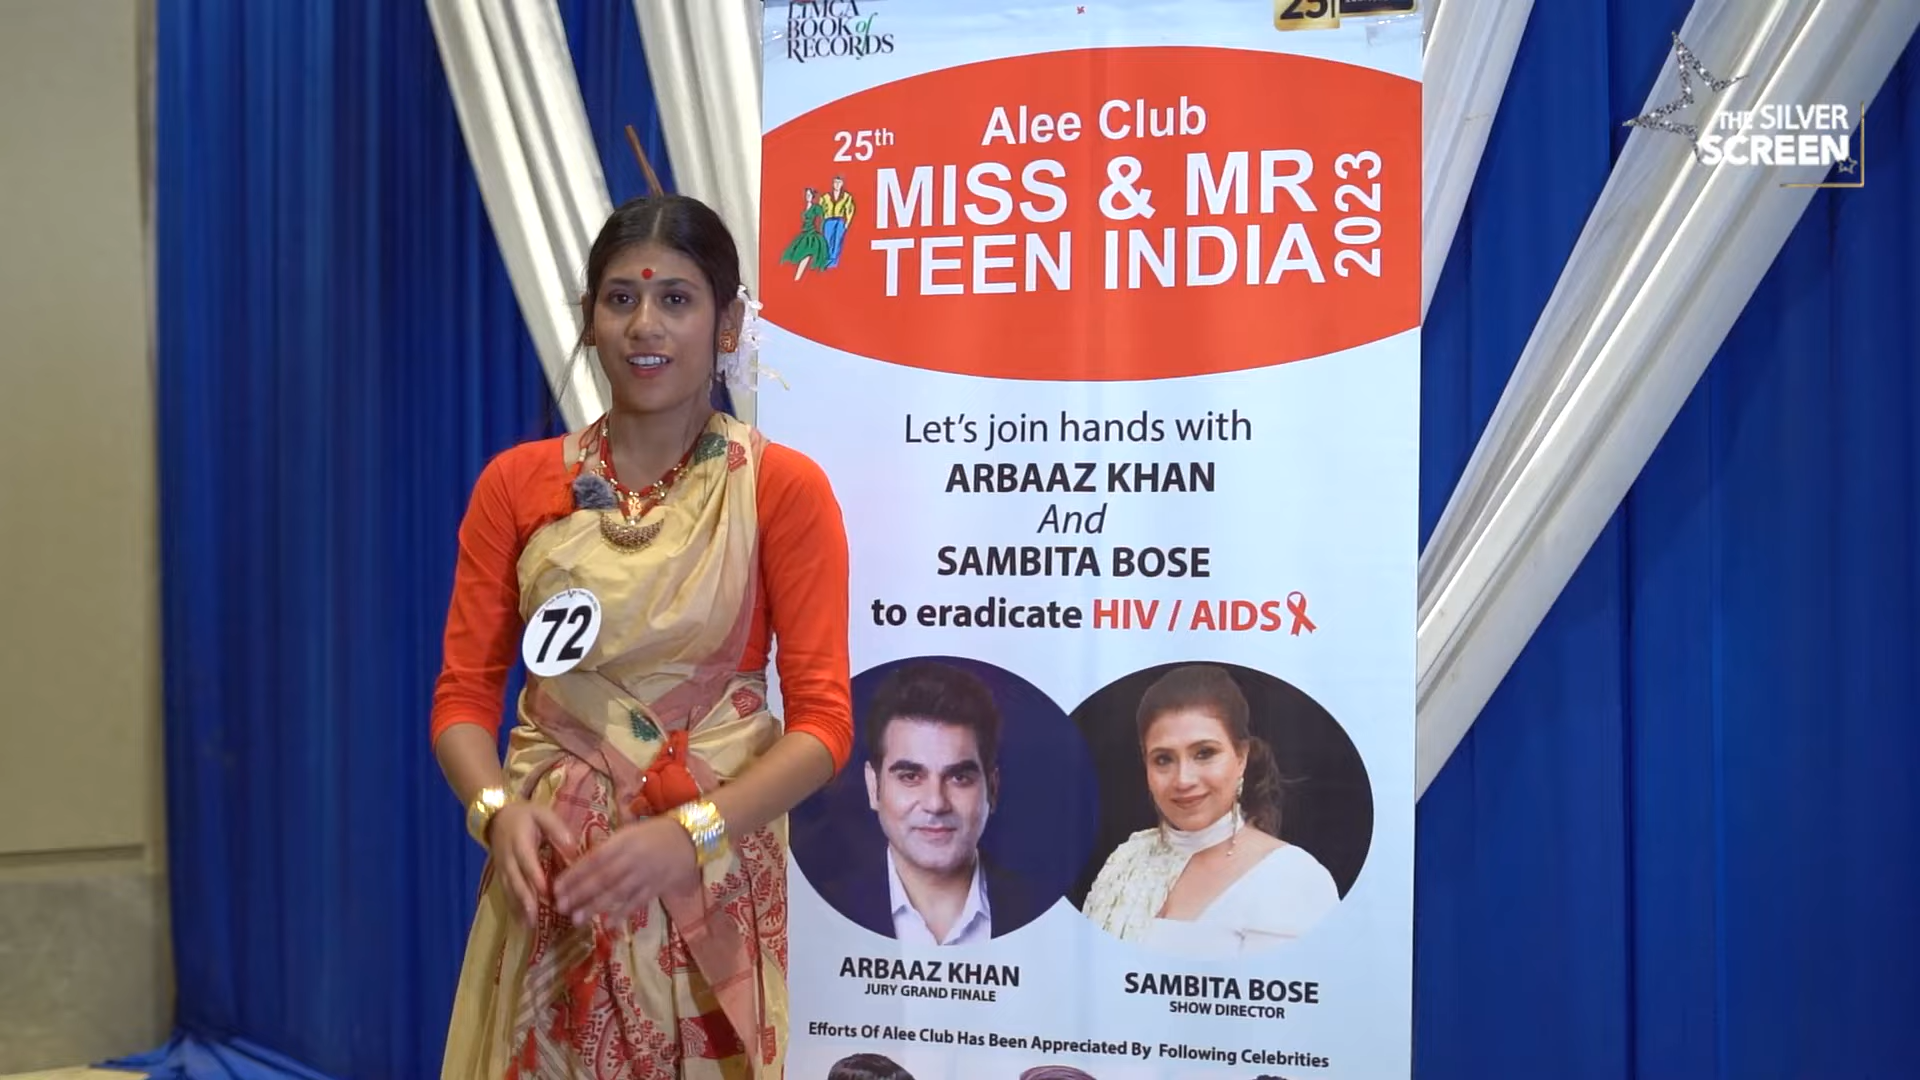 LIMCA
BOOK of
RECORDS
25
THE SILVER
SCREEN
25th
Alee Club
MISS & MR
TEEN INDIA
2023
Let's join hands with
ARBAAZ KHAN
And
SAMBITA BOSE
to eradicate HIV / AIDS
72
ARBAAZ KHAN
JURY GRAND FINALE
SAMBITA BOSE
SHOW DIRECTOR
Efforts Of Alee Club Has Been Appreciated By Following Celebrities